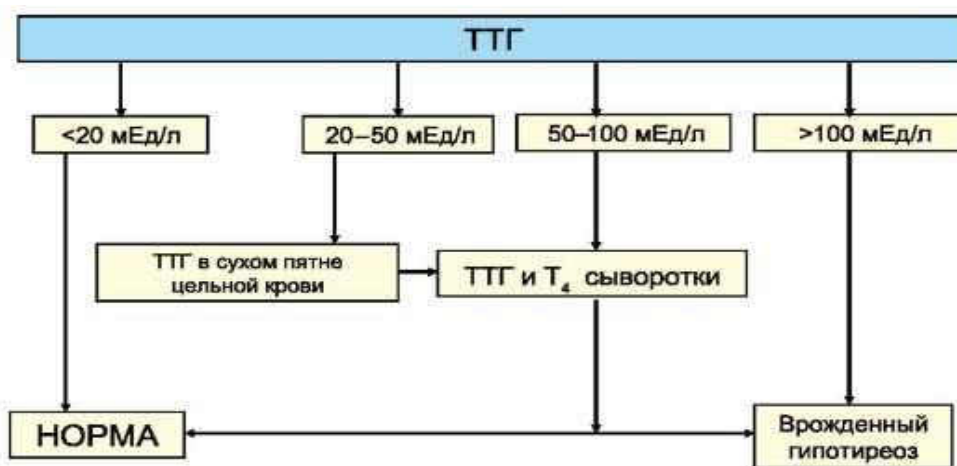 ТТГ
<20 мЕд/л
20–50 мЕд/л
50–100 мЕд/л
>100 мЕд/л
ТТГ в сухом пятне
цельной крови
ТТГ и Т₄ сыворотки
НОРМА
Врожденный
гипотиреоз